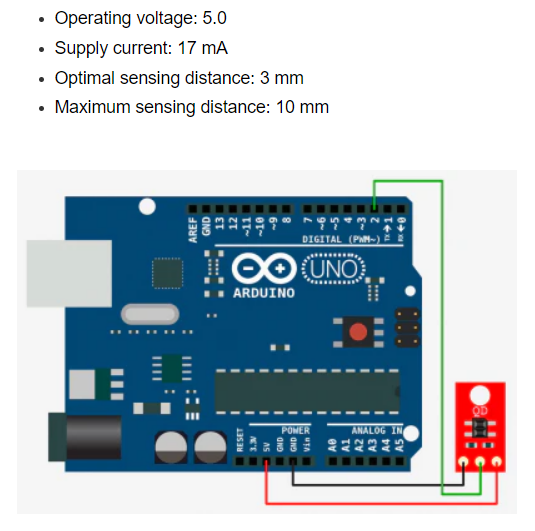 Operating voltage: 5.0
Supply current: 17 mA
Optimal sensing distance: 3 mm
Maximum sensing distance: 10 mm
AREF
GND
13
12
~11
~10
~9
8
7
~6
~5
4
~3
2
TX→1
RX←0
DIGITAL (PWM~)
UNO
ARDUINO
POWER
ANALOG IN
RESET
3.3V
5V
GND
GND
Vin
A0
A1
A2
A3
A4
A5